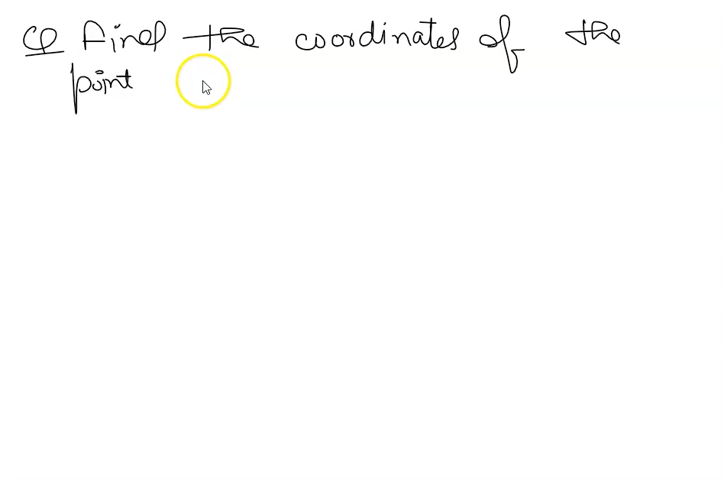 Q Find the coordinates of the
point